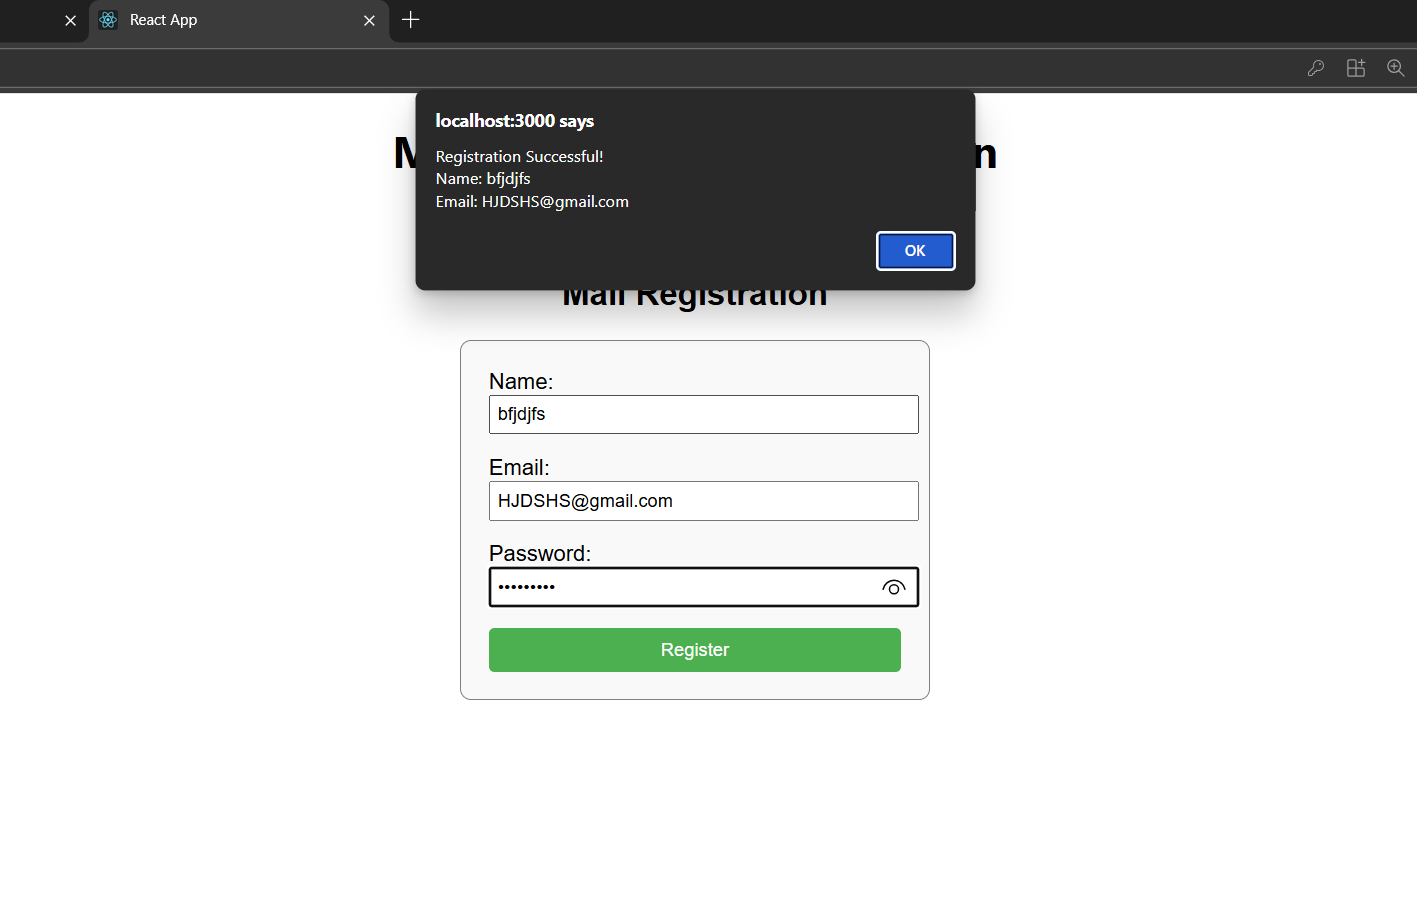 React App
localhost:3000 says
Registration Successful!
Name: bfjdjfs
Email: HJDSHS@gmail.com
OK
Mail Registration
Name:
bfjdjfs
Email:
HJDSHS@gmail.com
Password:
•••••••••
Register